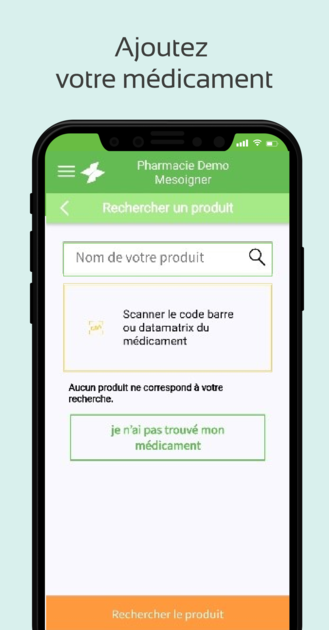 Ajoutez
votre médicament
Pharmacie Demo
Mesoigner
Rechercher un produit
Nom de votre produit
Scanner le code barre
ou datamatrix du
médicament
Aucun produit ne correspond à votre
recherche.
je n'ai pas trouvé mon
médicament
Rechercher le produit